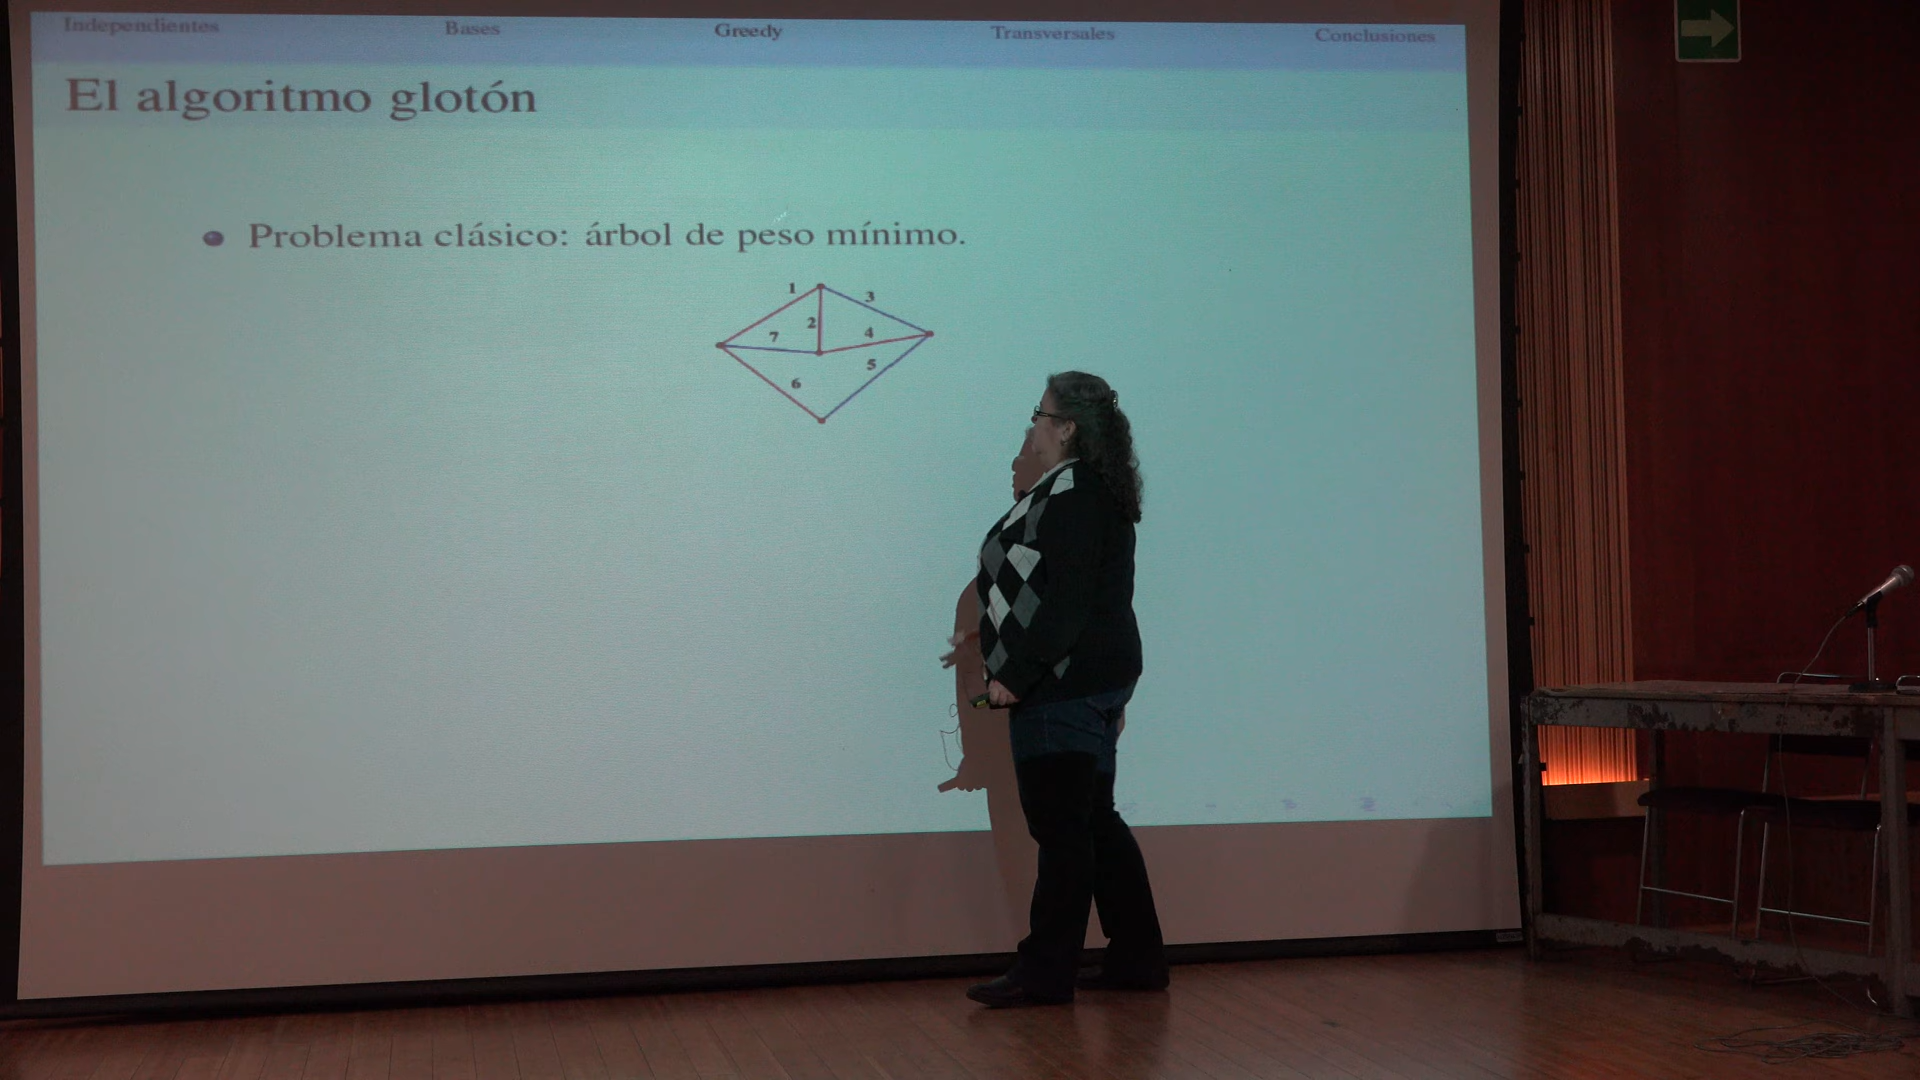 Independientes Bases Greedy Transversales Conclusiones
El algoritmo glotón
Problema clásico: árbol de peso mínimo.
1 3
2
7 4
5
6